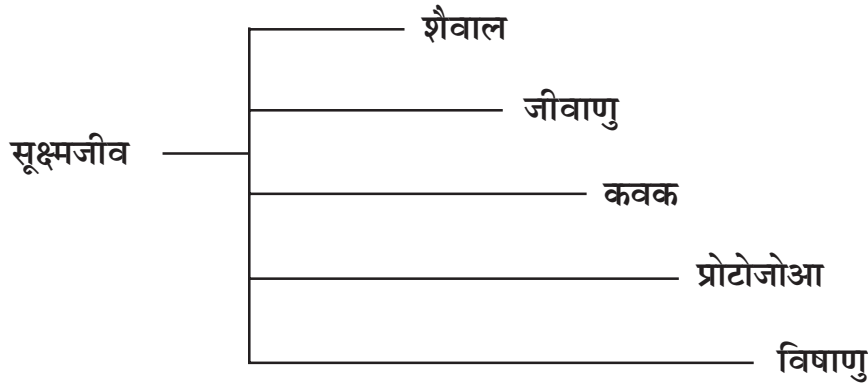 शैवाल
जीवाणु
सूक्ष्मजीव
कवक
प्रोटोजोआ
विषाणु